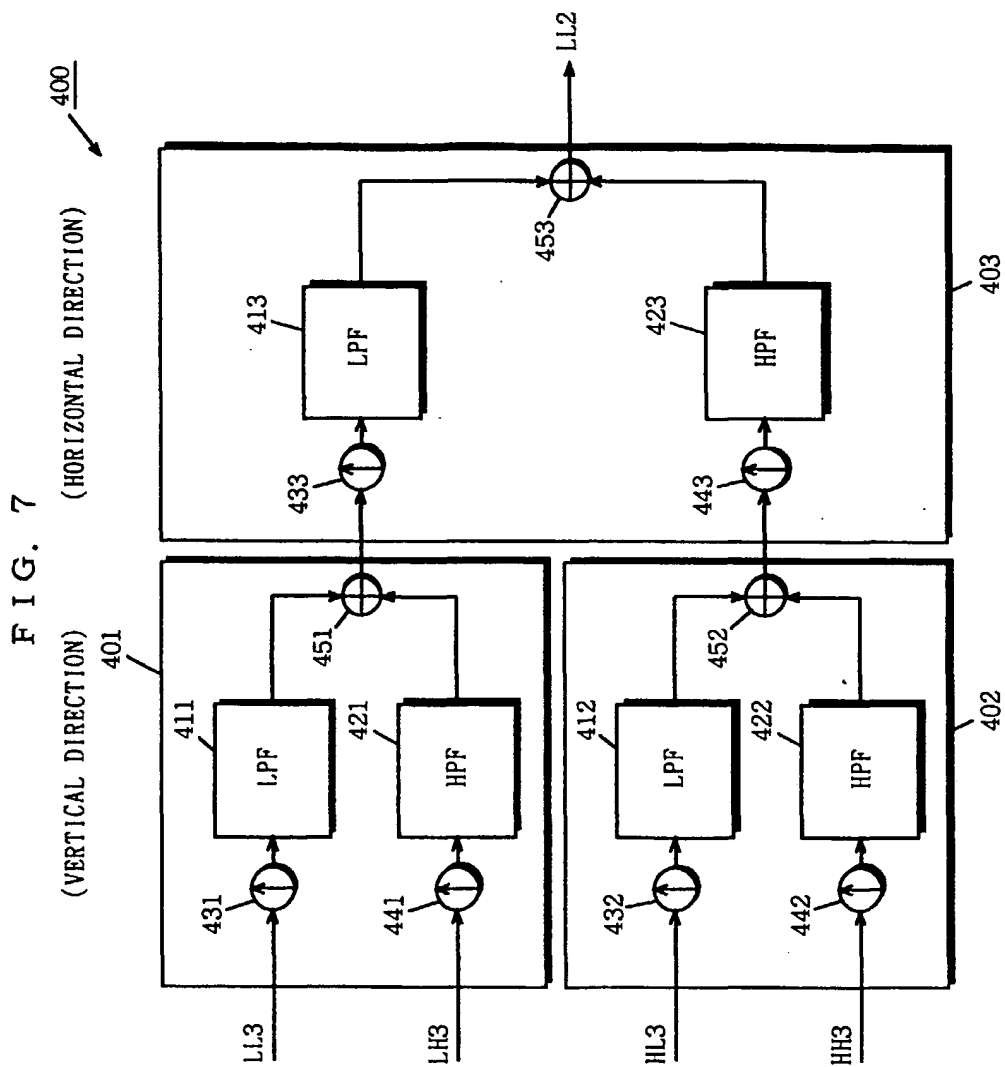 FIG. 7
400
(VERTICAL DIRECTION)
(HORIZONTAL DIRECTION)
401
411
LPF
431
LL3
421
HPF
441
LH3
451
412
LPF
432
HL3
422
HPF
442
HH3
452
402
413
LPF
433
423
HPF
443
453
LL2
403